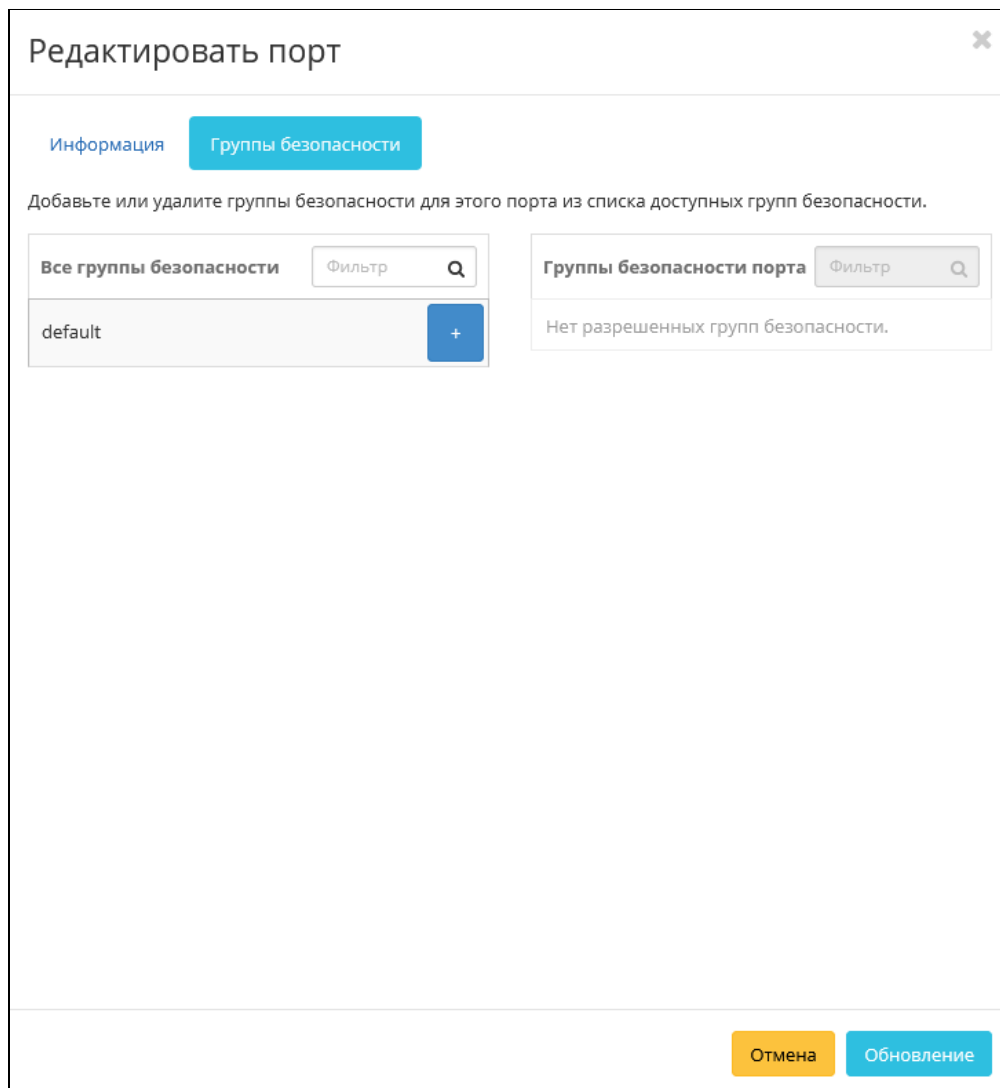 Редактировать порт
Информация
Группы безопасности
Добавьте или удалите группы безопасности для этого порта из списка доступных групп безопасности.
Все группы безопасности
Фильтр
default
+
Группы безопасности порта
Фильтр
Нет разрешенных групп безопасности.
Отмена
Обновление